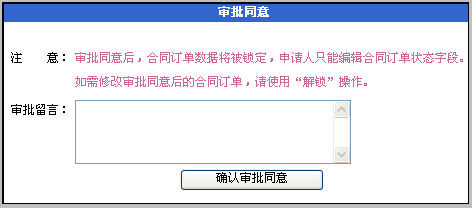 审批同意
注　　意： 审批同意后，合同订单数据将被锁定，申请人只能编辑合同订单状态字段。
如需修改审批同意后的合同订单，请使用“解锁”操作。
审批留言：
确认审批同意